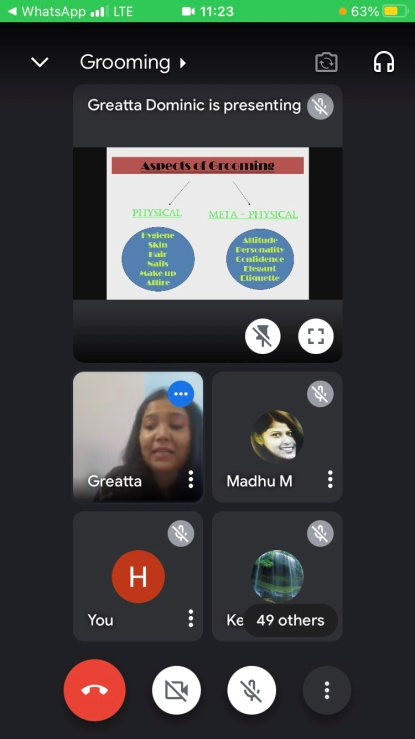 WhatsApp LTE 11:23 63%
Grooming
Greatta Dominic is presenting
Aspects of Grooming
PHYSICAL META - PHYSICAL
Hygiene
Skin
Hair
Nails
Make up
Attire
Attitude
Personality
Confidence
Elegant
Etiquette
Greatta
Madhu M
H
You
Ke
49 others